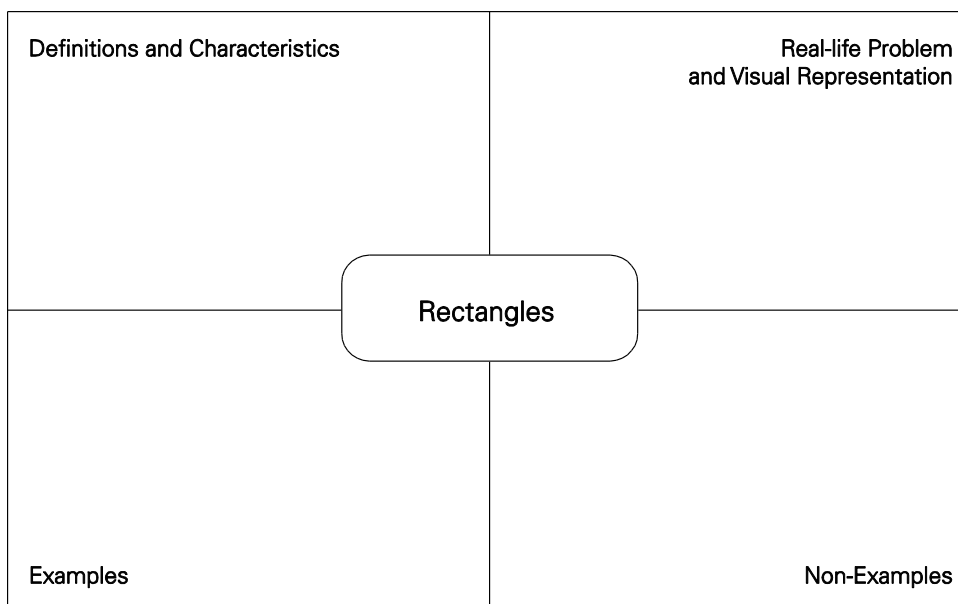 Definitions and Characteristics
Real-life Problem
and Visual Representation
Rectangles
Examples
Non-Examples